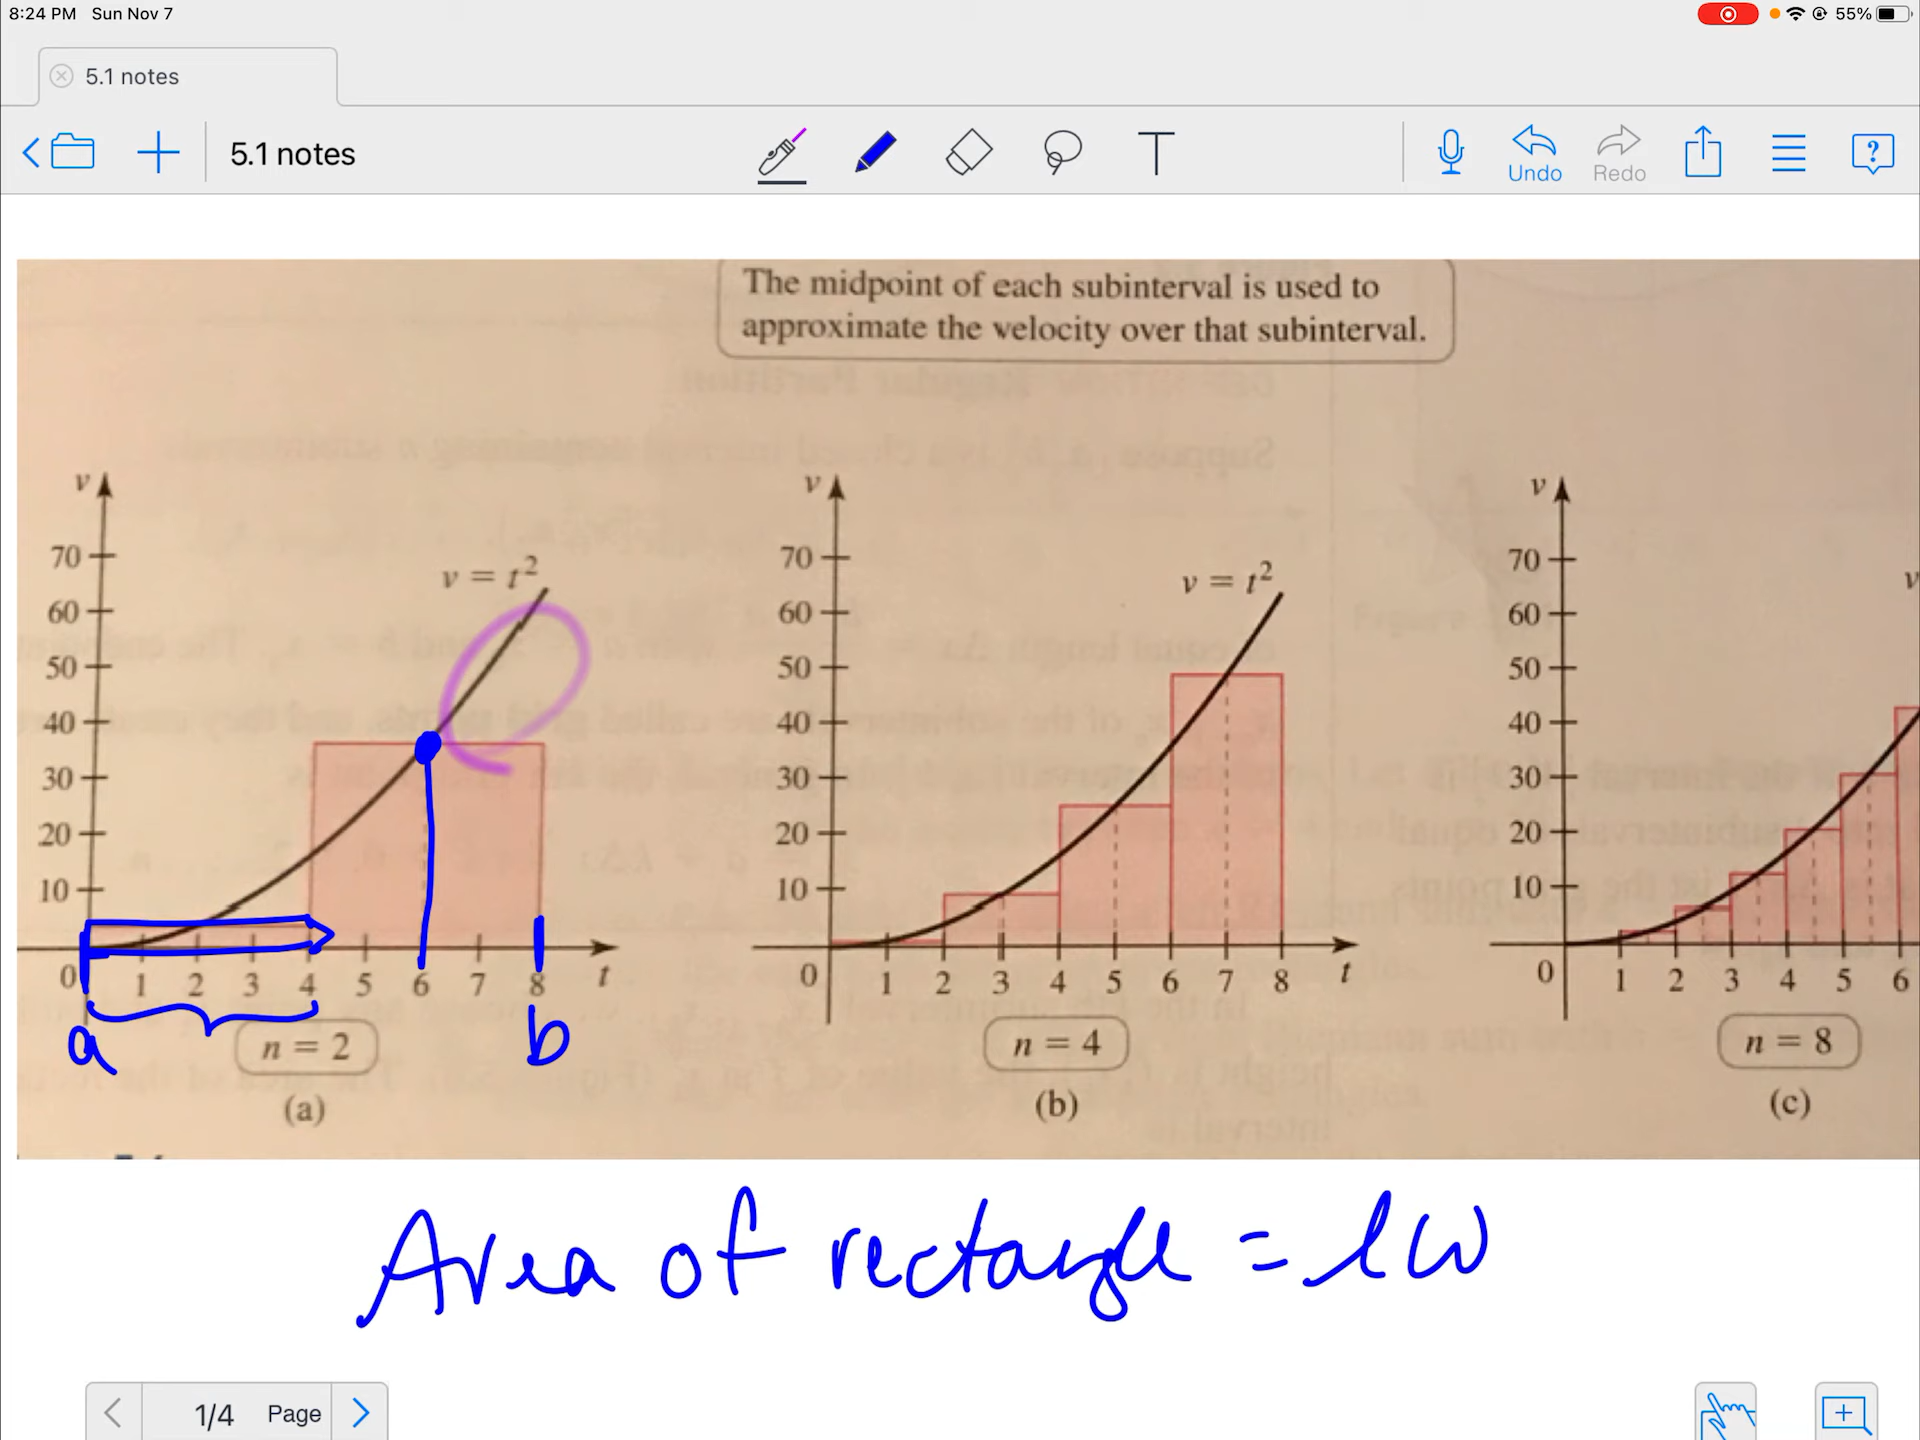 8:24 PM Sun Nov 7
55%
5.1 notes
5.1 notes
T
Undo
Redo
?
The midpoint of each subinterval is used to
approximate the velocity over that subinterval.
v
70
60
50
40
30
20
10
0
1 2 3 4 5 6 7 8 t
v = t²
a
b
n = 2
(a)
v
70
60
50
40
30
20
10
0
1 2 3 4 5 6 7 8 t
v = t²
n = 4
(b)
v
70
60
50
40
30
20
10
0
1 2 3 4 5 6
v
n = 8
(c)
Area of rectangle = lw
1/4 Page